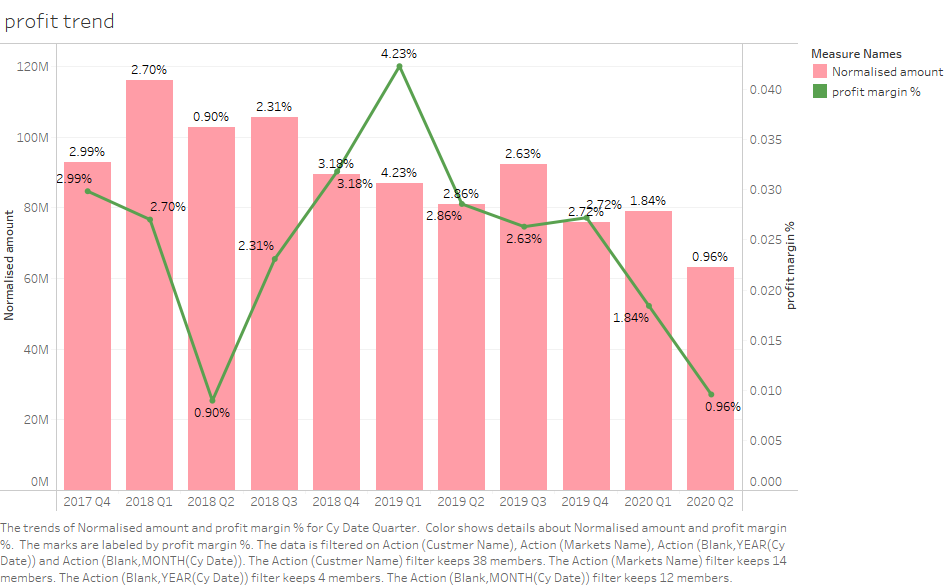 profit trend
Measure Names
Normalised amount
profit margin %
120M
100M
80M
60M
40M
20M
0M
Normalised amount
2.99%
2.99%
2.70%
2.70%
0.90%
0.90%
2.31%
2.31%
3.18%
3.18%
4.23%
4.23%
2.86%
2.86%
2.63%
2.63%
2.72%
2.72%
1.84%
1.84%
0.96%
0.96%
0.040
0.035
0.030
0.025
0.020
0.015
0.010
0.005
0.000
profit margin %
2017 Q4 2018 Q1 2018 Q2 2018 Q3 2018 Q4 2019 Q1 2019 Q2 2019 Q3 2019 Q4 2020 Q1 2020 Q2
The trends of Normalised amount and profit margin % for Cy Date Quarter. Color shows details about Normalised amount and profit margin
%. The marks are labeled by profit margin %. The data is filtered on Action (Custmer Name), Action (Markets Name), Action (Blank,YEAR(Cy
Date)) and Action (Blank,MONTH(Cy Date)). The Action (Custmer Name) filter keeps 38 members. The Action (Markets Name) filter keeps 14
members. The Action (Blank,YEAR(Cy Date)) filter keeps 4 members. The Action (Blank,MONTH(Cy Date)) filter keeps 12 members.